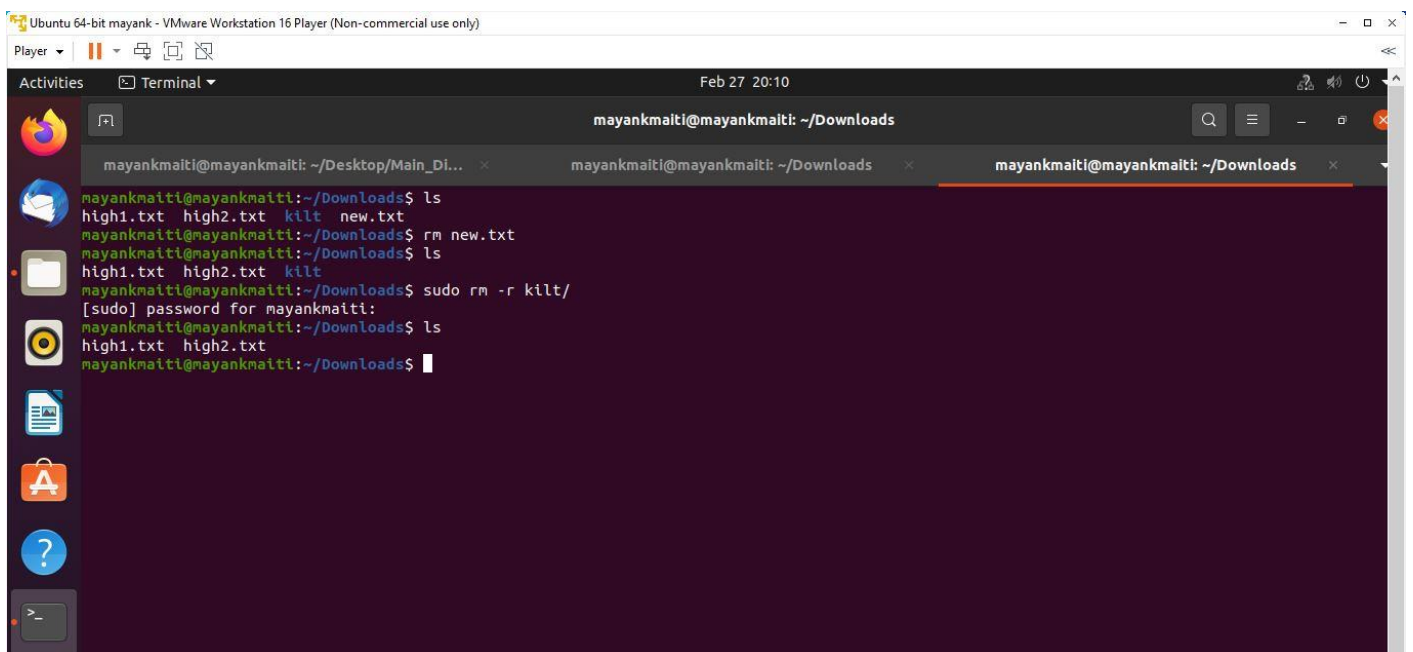 Ubuntu 64-bit mayank - VMware Workstation 16 Player (Non-commercial use only)
Player
Activities Terminal Feb 27 20:10
mayankmaiti@mayankmaiti: ~/Downloads
mayankmaiti@mayankmaiti: ~/Desktop/Main_Di... mayankmaiti@mayankmaiti: ~/Downloads mayankmaiti@mayankmaiti: ~/Downloads
mayankmaiti@mayankmaiti:~/Downloads$ ls
high1.txt high2.txt kilt new.txt
mayankmaiti@mayankmaiti:~/Downloads$ rm new.txt
mayankmaiti@mayankmaiti:~/Downloads$ ls
high1.txt high2.txt kilt
mayankmaiti@mayankmaiti:~/Downloads$ sudo rm -r kilt/
[sudo] password for mayankmaiti:
mayankmaiti@mayankmaiti:~/Downloads$ ls
high1.txt high2.txt
mayankmaiti@mayankmaiti:~/Downloads$